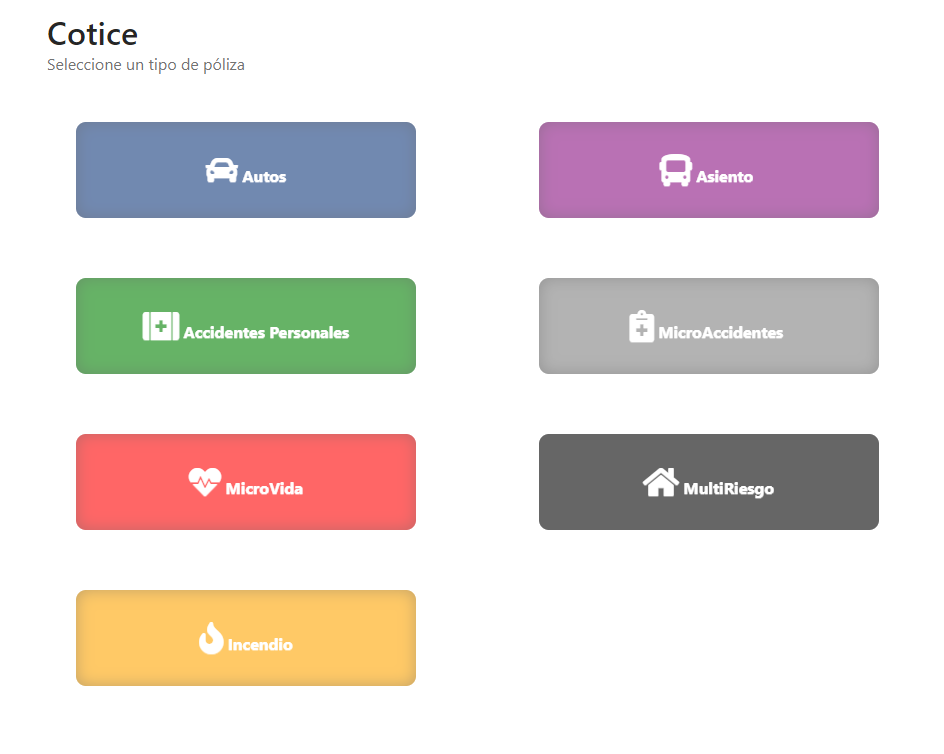 Cotice
Seleccione un tipo de póliza
Autos
Asiento
Accidentes Personales
MicroAccidentes
MicroVida
MultiRiesgo
Incendio